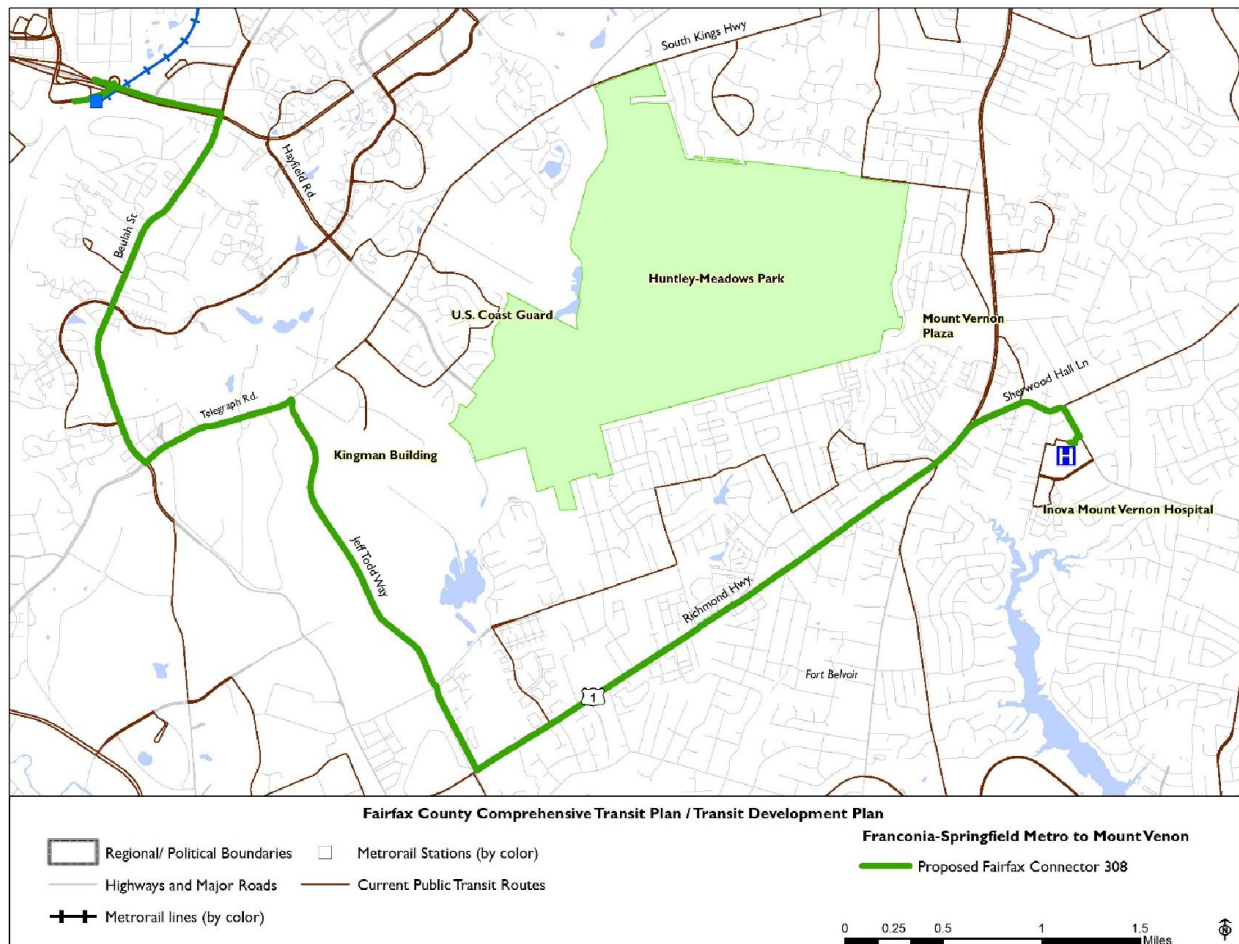 South Kings Hwy
Hayfield Rd.
Beulah St
Huntley-Meadows Park
U.S. Coast Guard
Mount Vernon
Plaza
Sherwood Hall Ln
Telegraph Rd.
Kingman Building
H
Inova Mount Vernon Hospital
Jeff Todd Way
Richmond Hwy.
Fort Belvoir
1
Fairfax County Comprehensive Transit Plan / Transit Development Plan
Regional/ Political Boundaries
Metrorail Stations (by color)
Highways and Major Roads
Current Public Transit Routes
Metrorail lines (by color)
Franconia-Springfield Metro to Mount Venon
Proposed Fairfax Connector 308
0 0.25 0.5 1 1.5
Miles
N